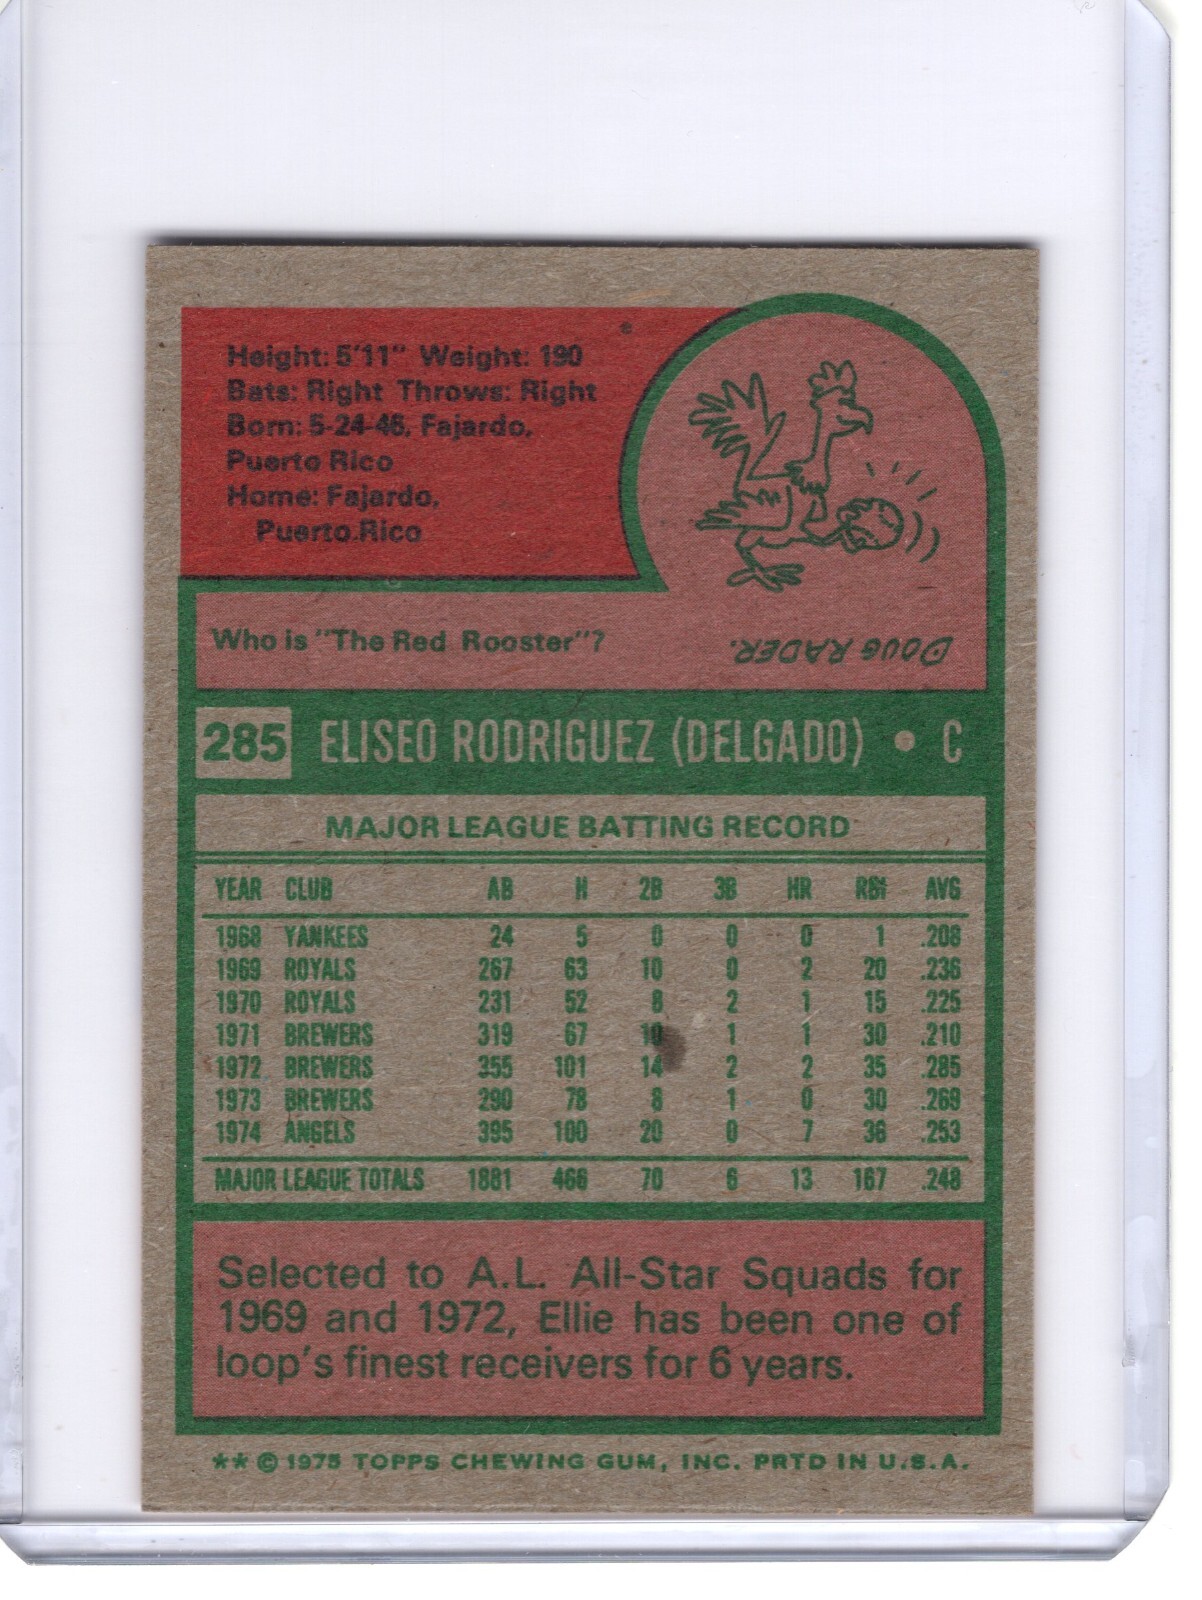 Height: 5'11" Weight: 190
Bats: Right Throws: Right
Born: 5-24-46, Fajardo,
Puerto Rico
Home: Fajardo,
Puerto Rico
Who is "The Red Rooster"?
DOUG RADER.
285 ELISEO RODRIGUEZ (DELGADO) • C
MAJOR LEAGUE BATTING RECORD
YEAR CLUB AB H 2B 3B HR RBI AVG
1968 YANKEES 24 5 0 0 0 1 .208
1969 ROYALS 267 63 10 0 2 20 .236
1970 ROYALS 231 52 8 2 1 15 .225
1971 BREWERS 319 67 10 1 1 30 .210
1972 BREWERS 355 101 14 2 2 35 .285
1973 BREWERS 290 78 8 1 0 30 .269
1974 ANGELS 395 100 20 0 7 36 .253
MAJOR LEAGUE TOTALS 1881 466 70 6 13 167 .248
Selected to A.L. All-Star Squads for
1969 and 1972, Ellie has been one of
loop's finest receivers for 6 years.
** © 1975 TOPPS CHEWING GUM, INC. PRTD IN U.S.A.